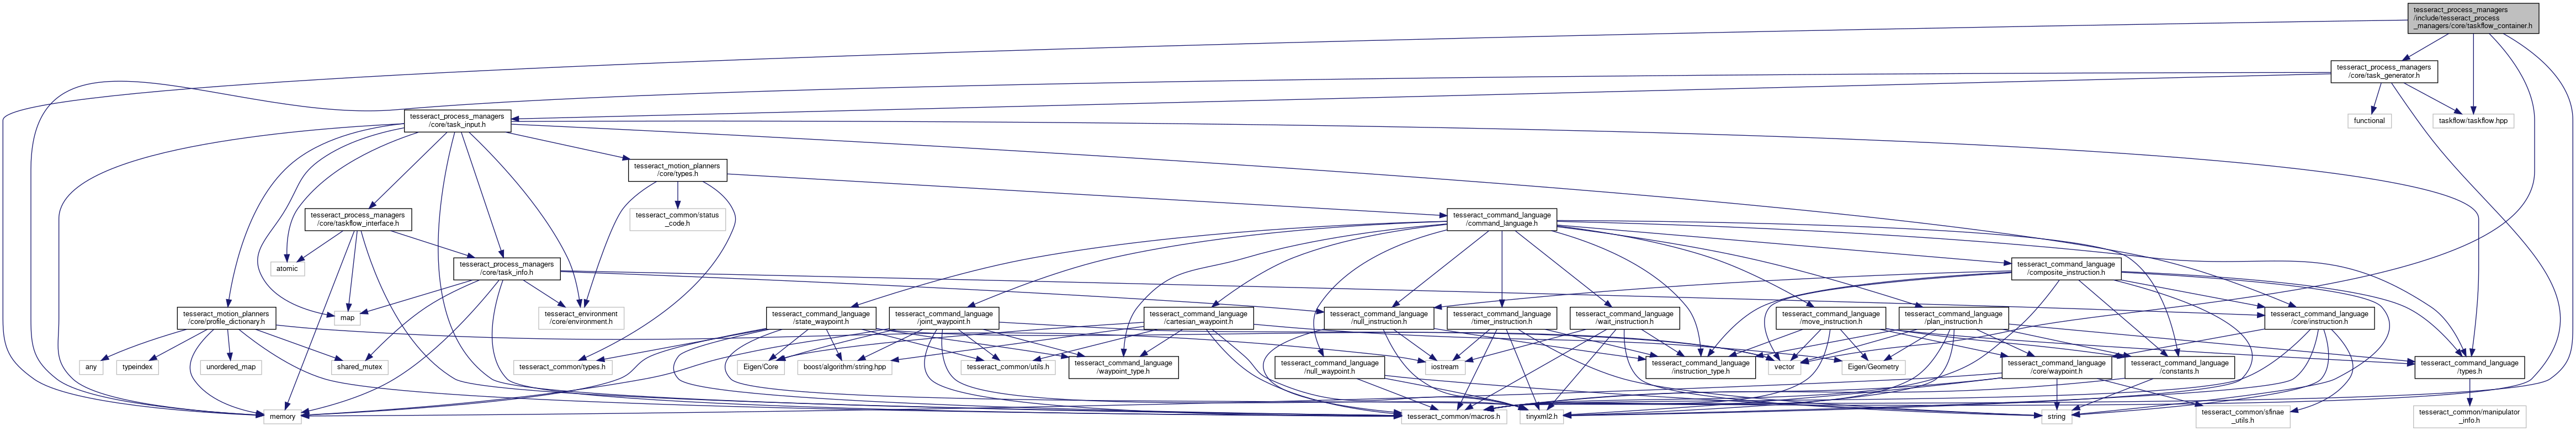 tesseract_process_managers
/include/tesseract_process
_managers/core/taskflow_container.h
tesseract_process_managers
/core/task_generator.h
tesseract_process_managers
/core/task_input.h
functional
taskflow/taskflow.hpp
tesseract_motion_planners
/core/types.h
tesseract_process_managers
/core/taskflow_interface.h
tesseract_common/status
_code.h
tesseract_command_language
/command_language.h
atomic
tesseract_process_managers
/core/task_info.h
tesseract_command_language
/composite_instruction.h
tesseract_motion_planners
/core/profile_dictionary.h
map
tesseract_environment
/core/environment.h
tesseract_command_language
/state_waypoint.h
tesseract_command_language
/joint_waypoint.h
tesseract_command_language
/cartesian_waypoint.h
tesseract_command_language
/null_instruction.h
tesseract_command_language
/timer_instruction.h
tesseract_command_language
/wait_instruction.h
tesseract_command_language
/move_instruction.h
tesseract_command_language
/plan_instruction.h
tesseract_command_language
/core/instruction.h
any
typeindex
unordered_map
shared_mutex
tesseract_common/types.h
Eigen/Core
boost/algorithm/string.hpp
tesseract_common/utils.h
tesseract_command_language
/waypoint_type.h
tesseract_command_language
/null_waypoint.h
iostream
tesseract_command_language
/instruction_type.h
vector
Eigen/Geometry
tesseract_command_language
/core/waypoint.h
tesseract_command_language
/constants.h
tesseract_command_language
/types.h
memory
tesseract_common/macros.h
tinyxml2.h
string
tesseract_common/sfinae
_utils.h
tesseract_common/manipulator
_info.h